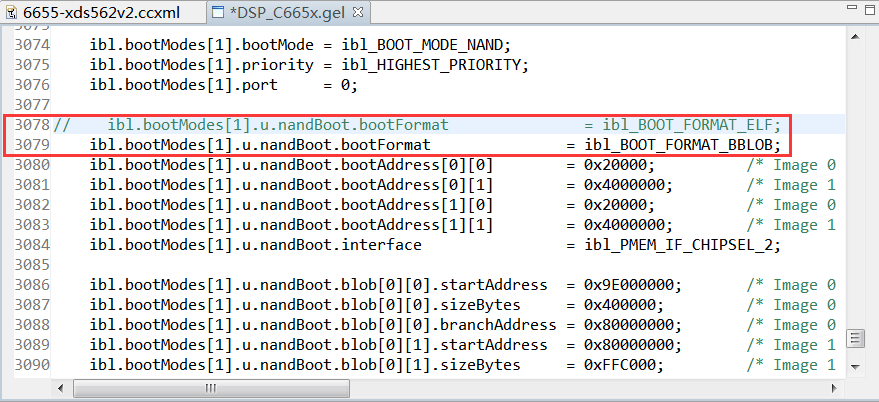 6655-xds562v2.ccxml *DSP_C665x.gel
3073
3074 ibl.bootModes[1].bootMode = ibl_BOOT_MODE_NAND;
3075 ibl.bootModes[1].priority = ibl_HIGHEST_PRIORITY;
3076 ibl.bootModes[1].port = 0;
3077
3078 // ibl.bootModes[1].u.nandBoot.bootFormat = ibl_BOOT_FORMAT_ELF;
3079 ibl.bootModes[1].u.nandBoot.bootFormat = ibl_BOOT_FORMAT_BBLOB;
3080 ibl.bootModes[1].u.nandBoot.bootAddress[0][0] = 0x20000; /* Image 0
3081 ibl.bootModes[1].u.nandBoot.bootAddress[0][1] = 0x4000000; /* Image 1
3082 ibl.bootModes[1].u.nandBoot.bootAddress[1][0] = 0x20000; /* Image 0
3083 ibl.bootModes[1].u.nandBoot.bootAddress[1][1] = 0x4000000; /* Image 1
3084 ibl.bootModes[1].u.nandBoot.interface = ibl_PMEM_IF_CHIPSEL_2;
3085
3086 ibl.bootModes[1].u.nandBoot.blob[0][0].startAddress = 0x9E000000; /* Image 0
3087 ibl.bootModes[1].u.nandBoot.blob[0][0].sizeBytes = 0x400000; /* Image 0
3088 ibl.bootModes[1].u.nandBoot.blob[0][0].branchAddress = 0x80000000; /* Image 0
3089 ibl.bootModes[1].u.nandBoot.blob[0][1].startAddress = 0x80000000; /* Image 1
3090 ibl.bootModes[1].u.nandBoot.blob[0][1].sizeBytes = 0xFFC000; /* Image 1